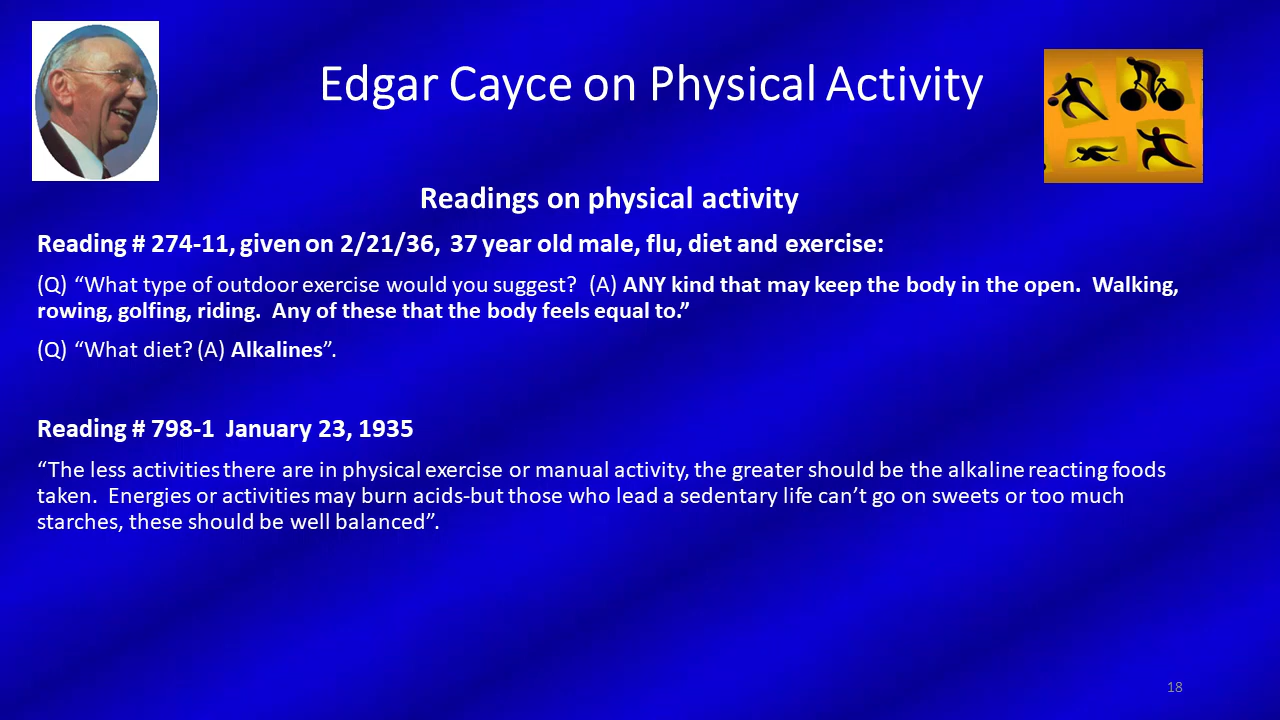 Edgar Cayce on Physical Activity
Readings on physical activity
Reading # 274-11, given on 2/21/36,  37 year old male, flu, diet and exercise:
(Q)  “What type of outdoor exercise would you suggest?  (A) ANY kind that may keep the body in the open.  Walking,
rowing, golfing, riding.  Any of these that the body feels equal to.”
(Q)  “What diet? (A) Alkalines”.
Reading # 798-1  January 23, 1935
“The less activities there are in physical exercise or manual activity, the greater should be the alkaline reacting foods
taken.  Energies or activities may burn acids-but those who lead a sedentary life can’t go on sweets or too much
starches, these should be well balanced”.
18